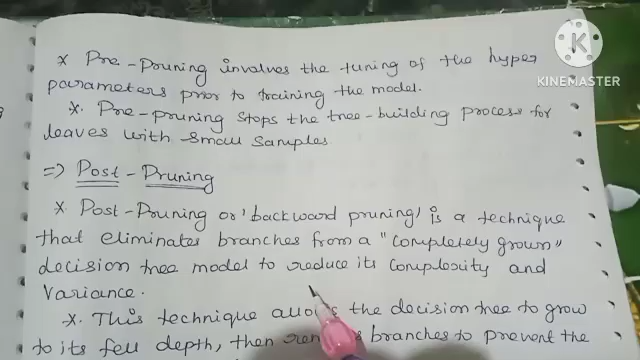 * Pre-pruning involves the tuning of the hyper
parameters prior to training the model.
*. Pre-pruning stops the tree-building process for
leaves with small samples
=> Post-Pruning
* Post-Pruning or 'backward pruning' is a technique
that eliminates branches from a "completely grown"
decision tree model to reduce its complexity and
variance.
*. This technique allows the decision tree to grow
to its full depth, then branches to prevent the
KINEMASTER